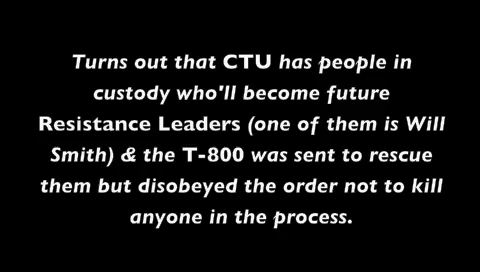 Turns out that CTU has people in
custody who'll become future
Resistance Leaders (one of them is Will
Smith) & the T-800 was sent to rescue
them but disobeyed the order not to kill
anyone in the process.